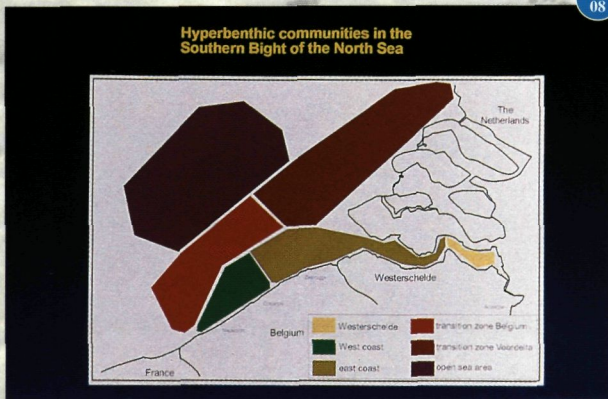 08
Hyperbenthic communities in the
Southern Bight of the North Sea
The
Netherlands
Westerschelde
Belgium
France
Westerschelde
West coast
east coast
transition zone Belgium
transition zone Voordelta
open sea area